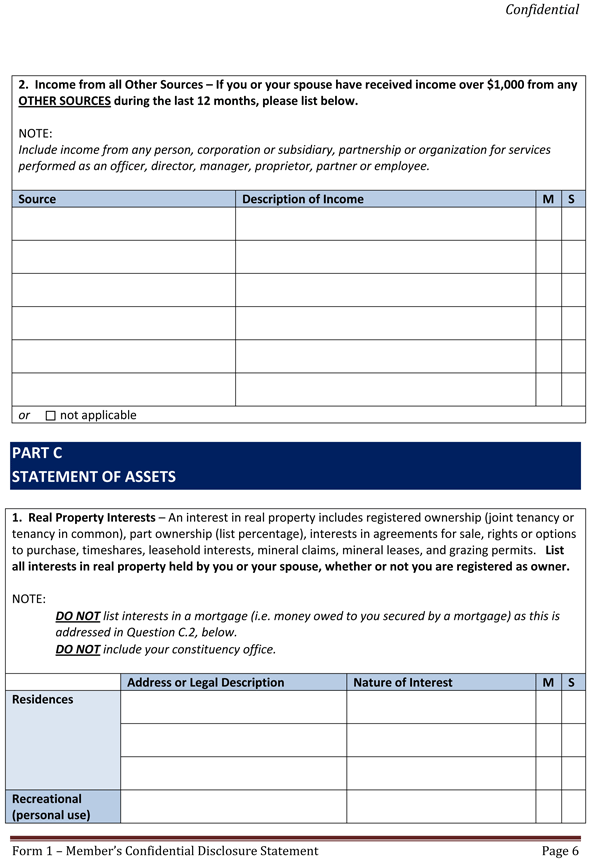 Confidential
2. Income from all Other Sources – If you or your spouse have received income over $1,000 from any
OTHER SOURCES during the last 12 months, please list below.
NOTE:
Include income from any person, corporation or subsidiary, partnership or organization for services
performed as an officer, director, manager, proprietor, partner or employee.
Source Description of Income M S
or ☐ not applicable
PART C
STATEMENT OF ASSETS
1. Real Property Interests – An interest in real property includes registered ownership (joint tenancy or
tenancy in common), part ownership (list percentage), interests in agreements for sale, rights or options
to purchase, timeshares, leasehold interests, mineral claims, mineral leases, and grazing permits. List
all interests in real property held by you or your spouse, whether or not you are registered as owner.
NOTE:
DO NOT list interests in a mortgage (i.e. money owed to you secured by a mortgage) as this is
addressed in Question C.2, below.
DO NOT include your constituency office.
Address or Legal Description Nature of Interest M S
Residences
Recreational
(personal use)
Form 1 – Member’s Confidential Disclosure Statement Page 6